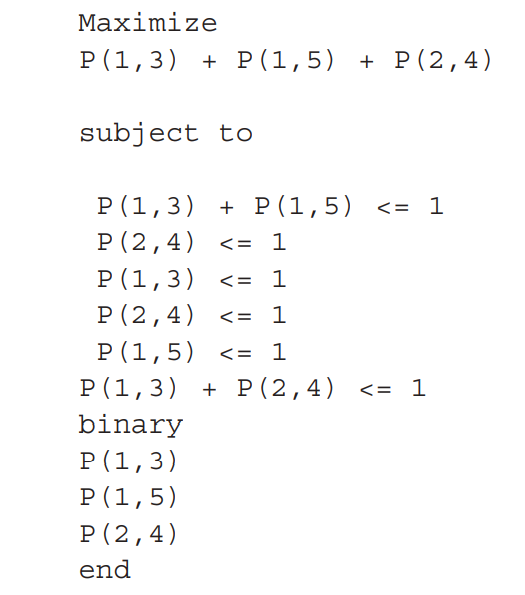 Maximize
P(1,3) + P(1,5) + P(2,4)
subject to
P(1,3) + P(1,5) <= 1
P(2,4) <= 1
P(1,3) <= 1
P(2,4) <= 1
P(1,5) <= 1
P(1,3) + P(2,4) <= 1
binary
P(1,3)
P(1,5)
P(2,4)
end